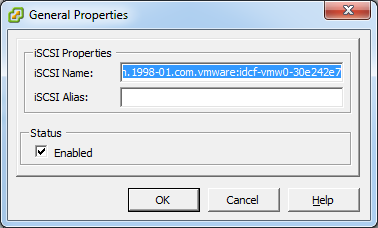 General Properties
iSCSI Properties
iSCSI Name: n.1998-01.com.vmware:idcf-vmw0-30e242e7
iSCSI Alias:
Status
Enabled
OK Cancel Help